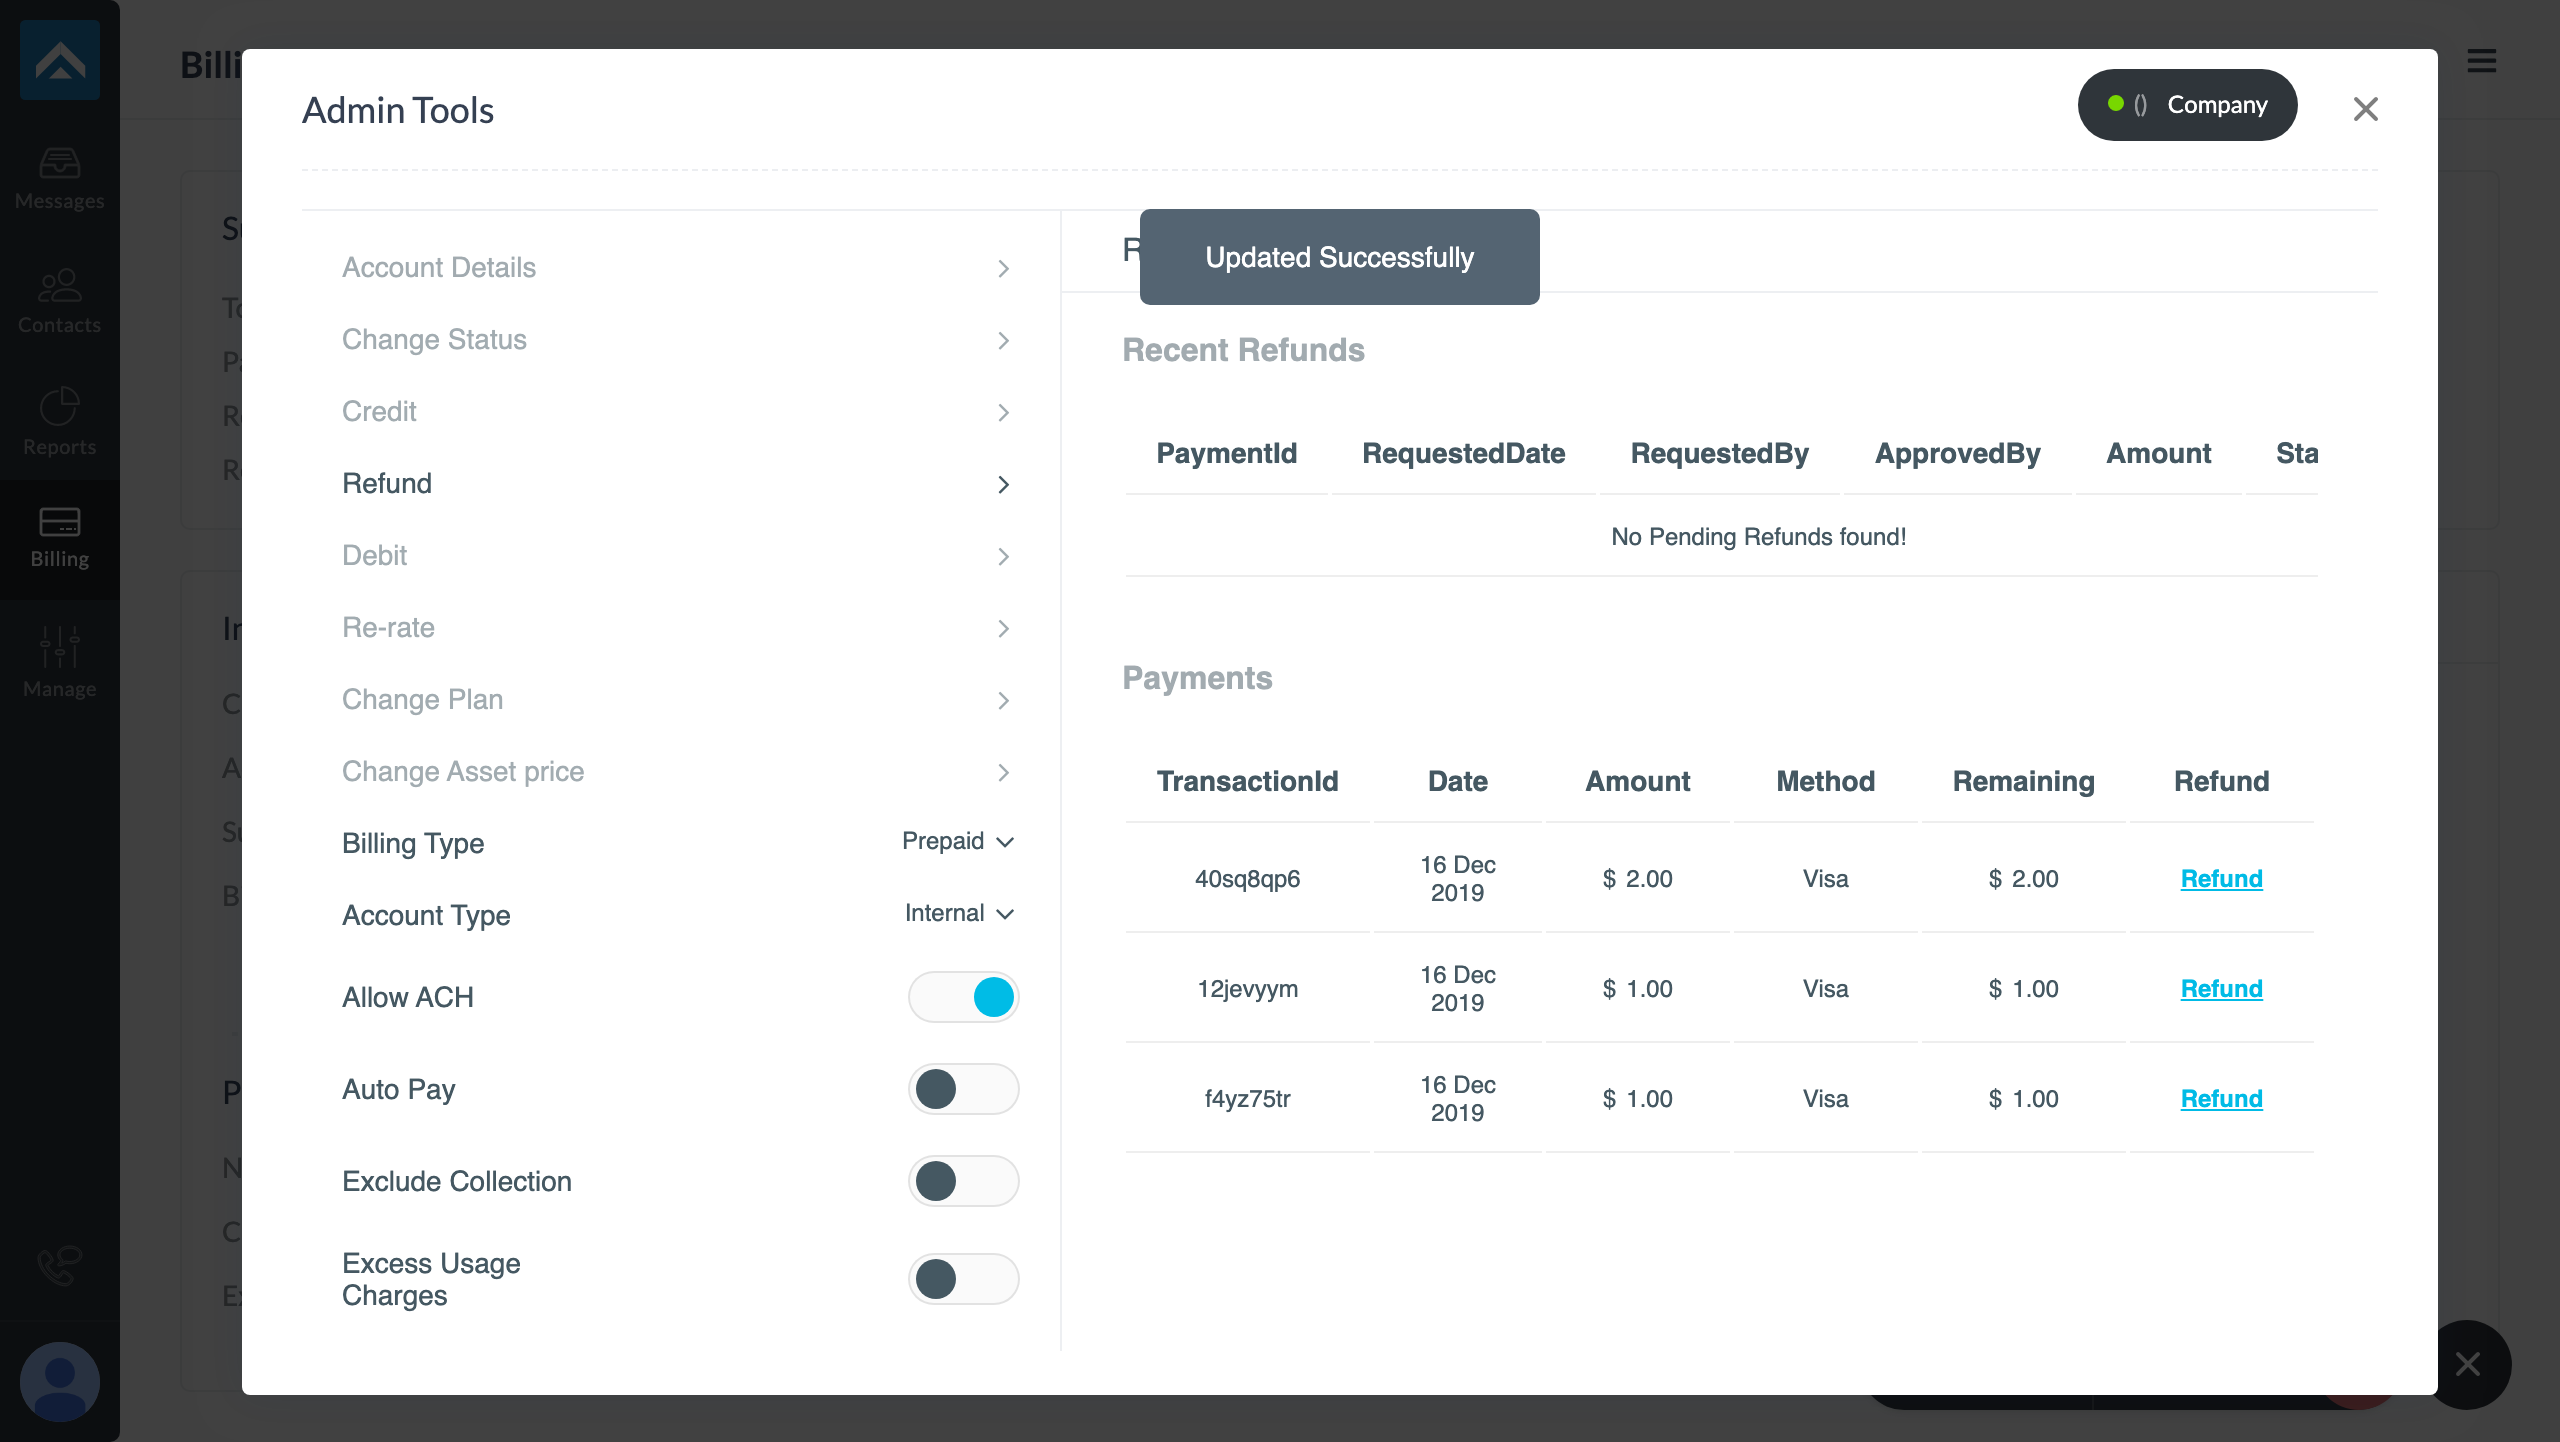 Messages
Contacts
Reports
Billing
Manage
Admin Tools
() Company
Updated Successfully
Account Details
Change Status
Credit
Refund
Debit
Re-rate
Change Plan
Change Asset price
Billing Type Prepaid
Account Type Internal
Allow ACH
Auto Pay
Exclude Collection
Excess Usage
Charges
Recent Refunds
PaymentId RequestedDate RequestedBy ApprovedBy Amount Sta
No Pending Refunds found!
Payments
TransactionId Date Amount Method Remaining Refund
40sq8qp6 16 Dec 2019 $ 2.00 Visa $ 2.00 Refund
12jevyym 16 Dec 2019 $ 1.00 Visa $ 1.00 Refund
f4yz75tr 16 Dec 2019 $ 1.00 Visa $ 1.00 Refund